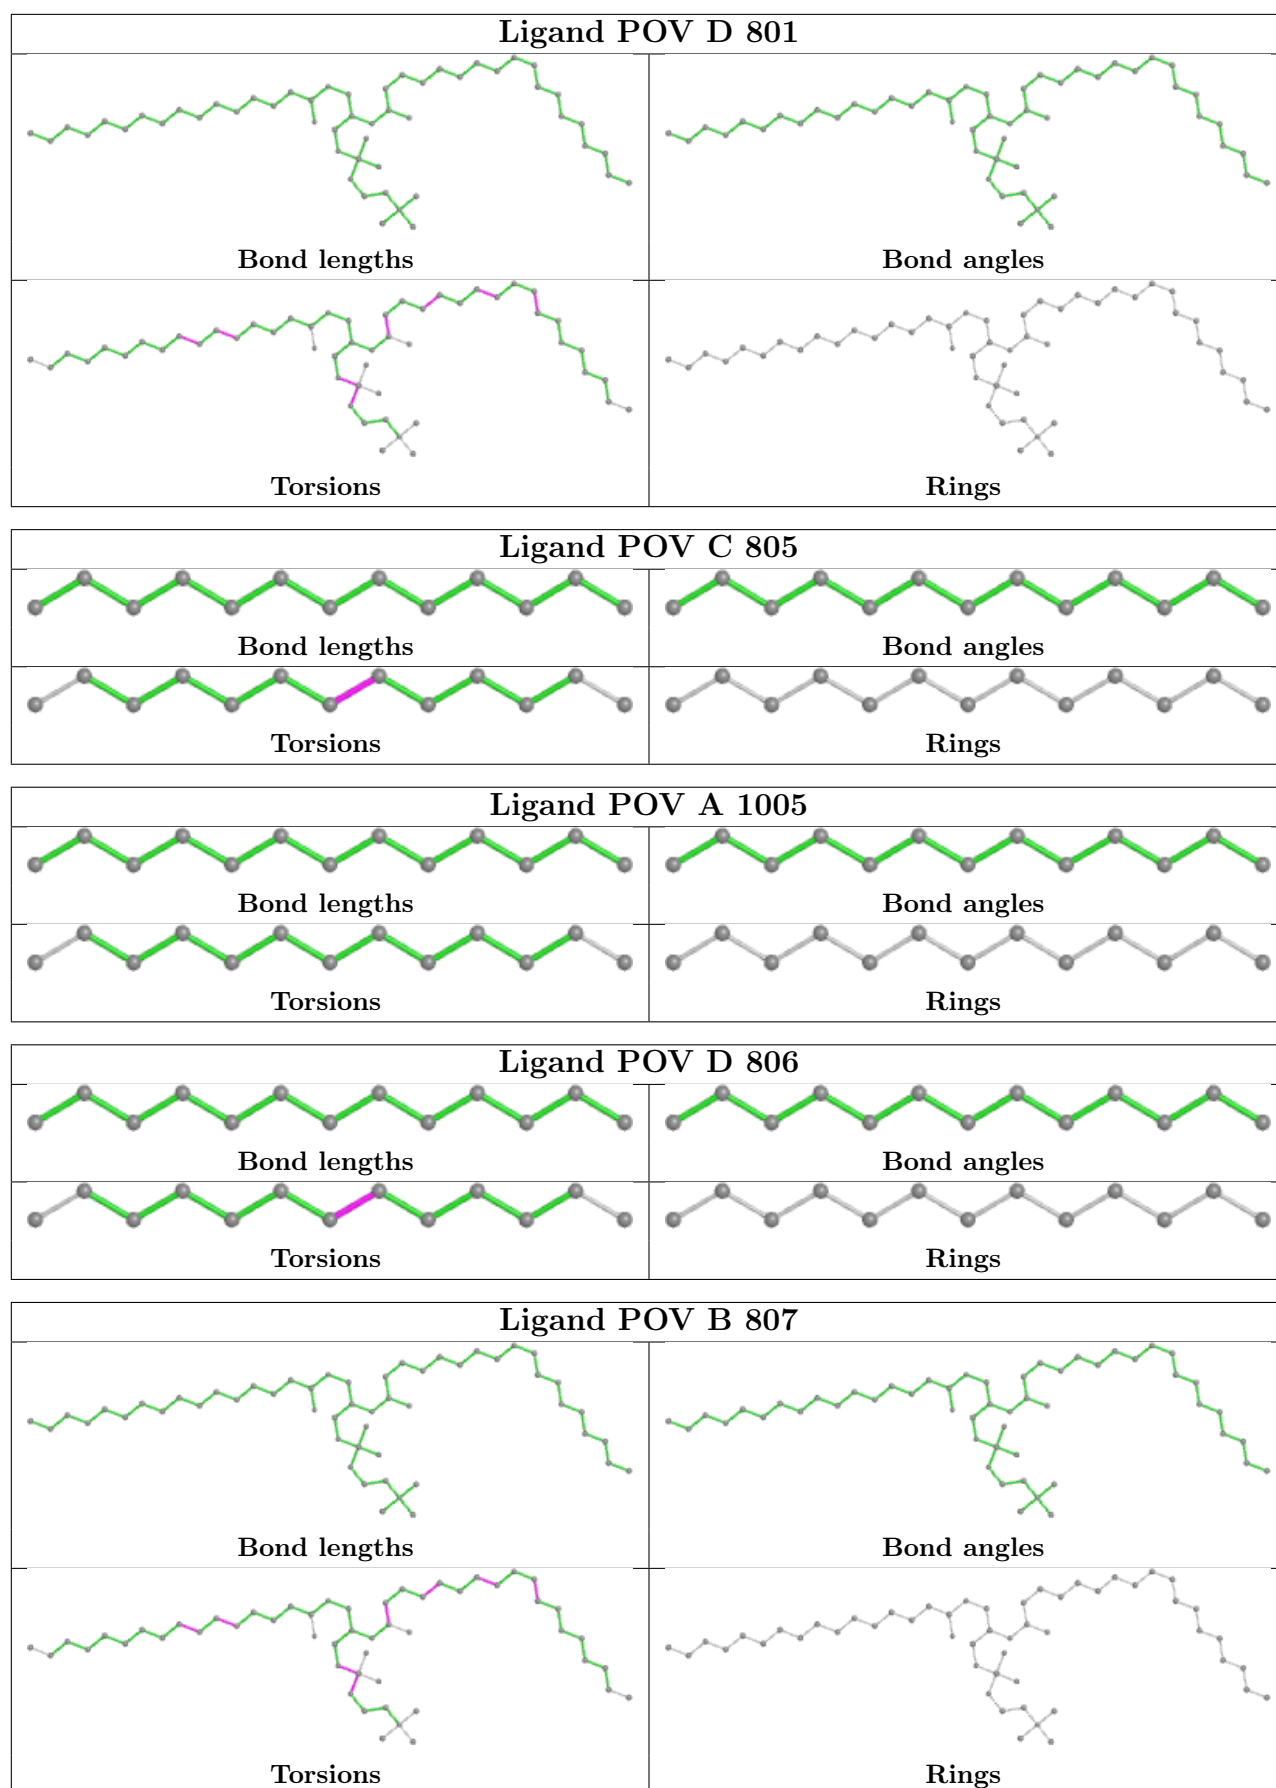 Ligand POV D 801
Bond lengths
Bond angles
Torsions
Rings
Ligand POV C 805
Bond lengths
Bond angles
Torsions
Rings
Ligand POV A 1005
Bond lengths
Bond angles
Torsions
Rings
Ligand POV D 806
Bond lengths
Bond angles
Torsions
Rings
Ligand POV B 807
Bond lengths
Bond angles
Torsions
Rings